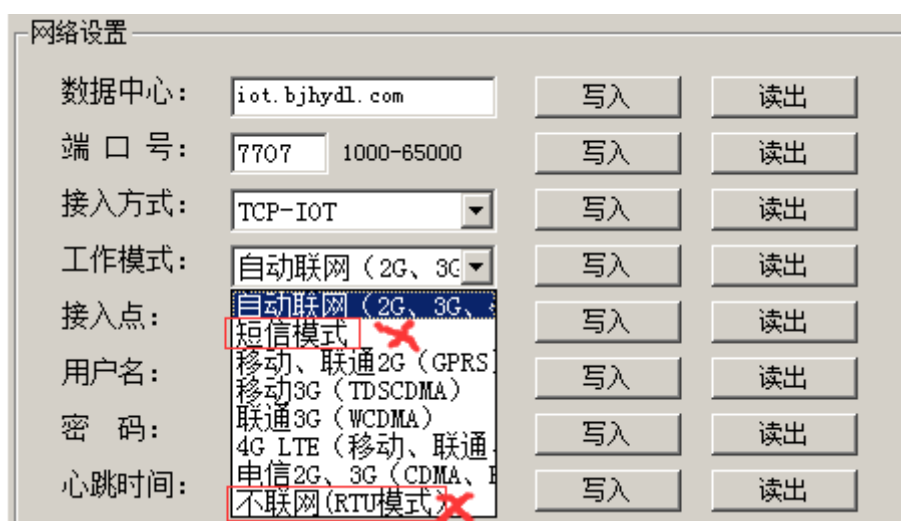 网络设置
数据中心： iot.bjhydl.com 写入 读出
端 口 号： 7707 1000-65000 写入 读出
接入方式： TCP-IOT 写入 读出
工作模式： 自动联网（2G、3G 写入 读出
自动联网（2G、3G、
接入点： 写入 读出
短信模式
移动、联通2G（GPRS）
用户名： 写入 读出
移动3G（TDSCDMA）
联通3G（WCDMA）
密 码： 写入 读出
4G LTE（移动、联通
电信2G、3G（CDMA、
心跳时间： 写入 读出
不联网(RTU模式)